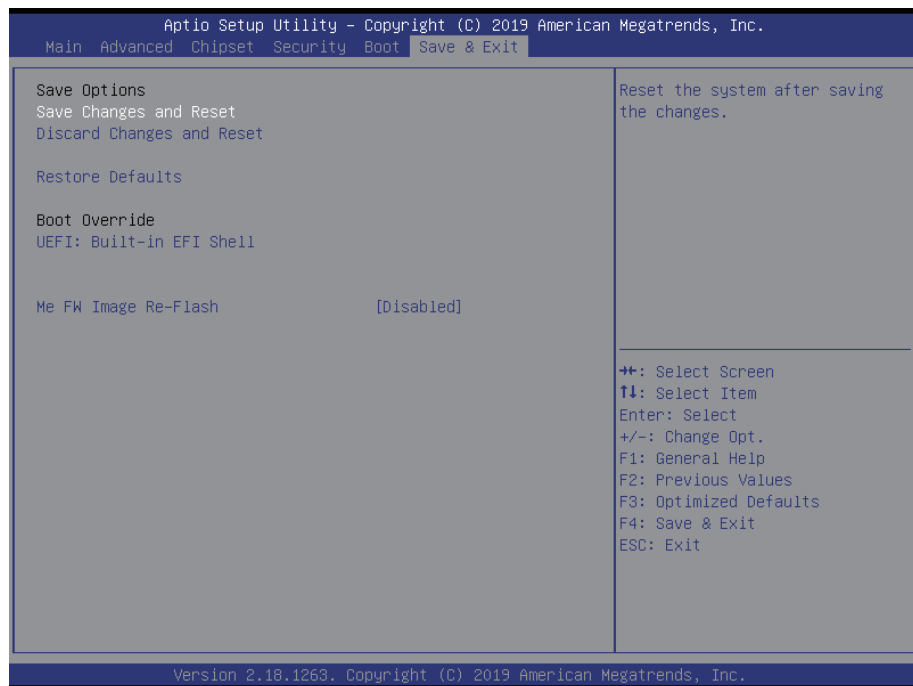 Aptio Setup Utility – Copyright (C) 2019 American Megatrends, Inc.
Main Advanced Chipset Security Boot Save & Exit
Save Options
Save Changes and Reset
Discard Changes and Reset
Restore Defaults
Boot Override
UEFI: Built-in EFI Shell
Me FW Image Re-Flash [Disabled]
Reset the system after saving
the changes.
→←: Select Screen
↑↓: Select Item
Enter: Select
+/-: Change Opt.
F1: General Help
F2: Previous Values
F3: Optimized Defaults
F4: Save & Exit
ESC: Exit
Version 2.18.1263. Copyright (C) 2019 American Megatrends, Inc.